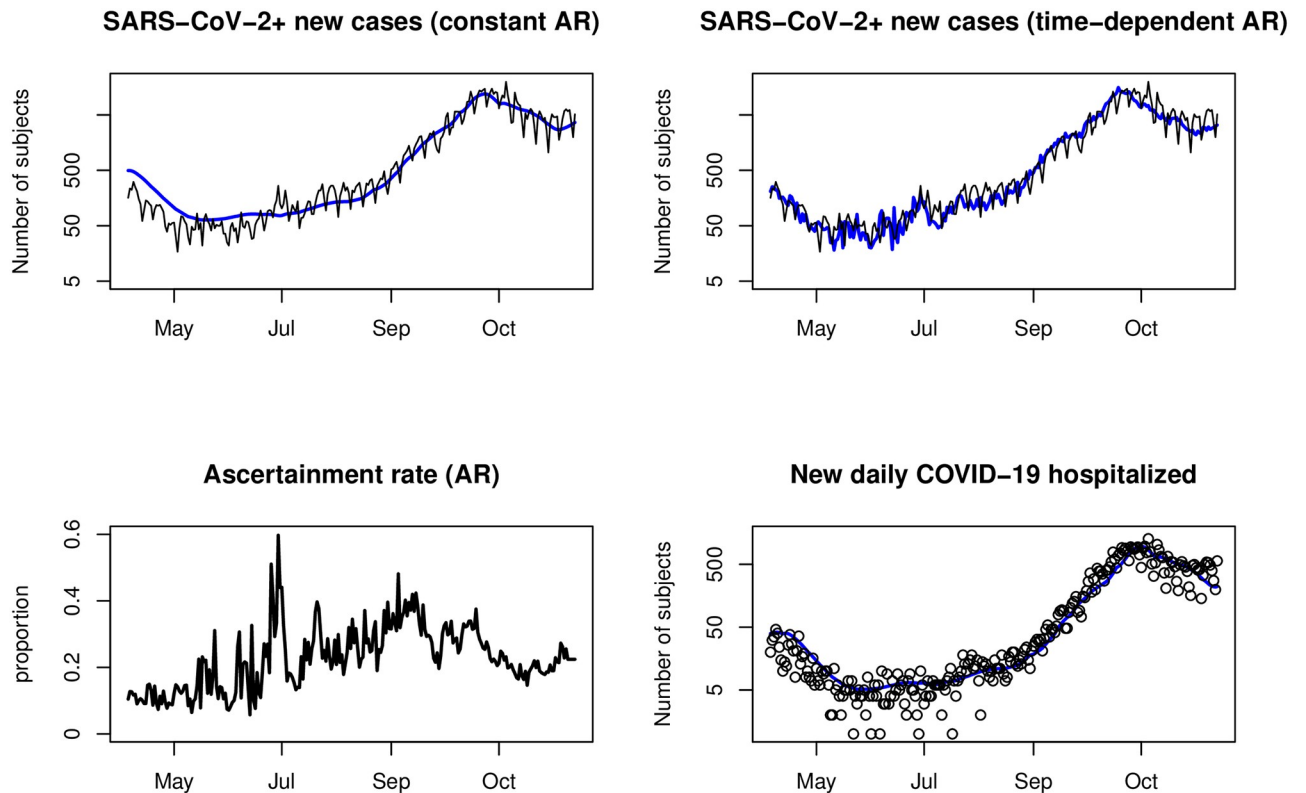 SARS−CoV−2+ new cases (constant AR)
Number of subjects
500
50
5
May
Jul
Sep
Oct
SARS−CoV−2+ new cases (time−dependent AR)
Number of subjects
500
50
5
May
Jul
Sep
Oct
Ascertainment rate (AR)
proportion
0.6
0.4
0.2
0
May
Jul
Sep
Oct
New daily COVID−19 hospitalized
Number of subjects
500
50
5
May
Jul
Sep
Oct